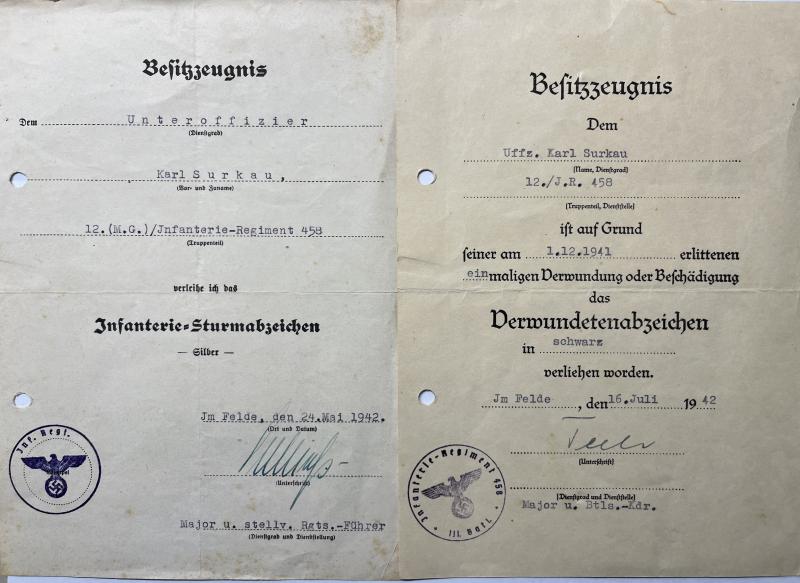 Besitzzeugnis
Dem Unteroffizier
(Dienstgrad)
Karl Surkau,
(Vor- und Zuname)
12.(M.G.)/Jnfanterie-Regiment 458
(Truppenteil)
verleihe ich das
Infanterie-Sturmabzeichen
— Silber —
Jm Felde, den 24.Mai 1942.
(Ort und Datum)
(Unterschrift)
Major u. stellv. Rgts.-Führer
(Dienstgrad und Dienststellung)
Inf. Regt.
Besitzzeugnis
Dem
Uffz. Karl Surkau
(Name, Dienstgrad)
12./J.R. 458
(Truppenteil, Dienststelle)
ist auf Grund
seiner am 1.12.1941 erlittenen
einmaligen Verwundung oder Beschädigung
das
Verwundetenabzeichen
in schwarz
verliehen worden.
Jm Felde, den 16.Juli 1942
(Unterschrift)
(Dienstgrad und Dienststelle)
Major u. Btls.-Kdr.
Infanterie-Regiment 458
III. Batl.